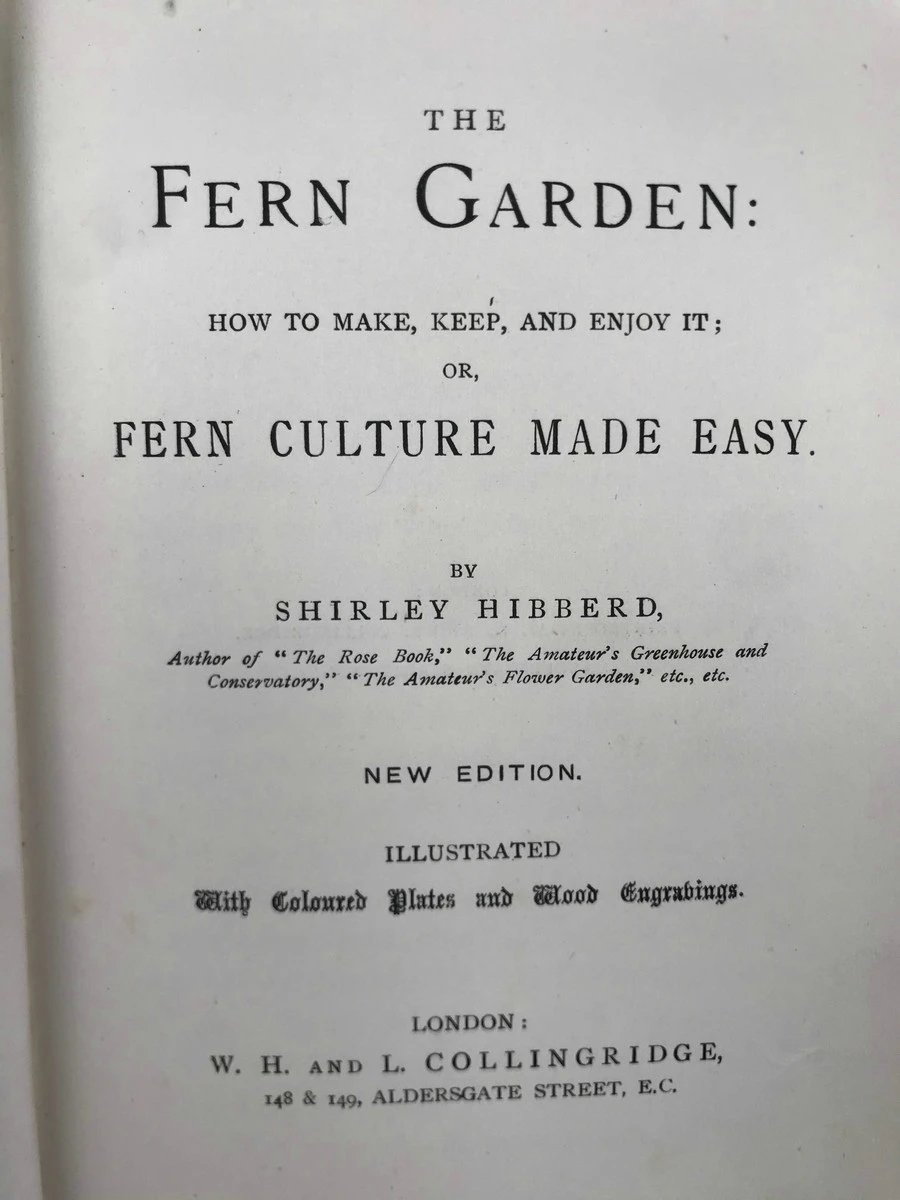 THE
FERN GARDEN:
HOW TO MAKE, KEEP, AND ENJOY IT;
OR,
FERN CULTURE MADE EASY.
BY
SHIRLEY HIBBERD,
Author of “The Rose Book,” “The Amateur’s Greenhouse and
Conservatory,” “The Amateur’s Flower Garden,” etc., etc.
NEW EDITION.
ILLUSTRATED
With Coloured Plates and Wood Engravings.
LONDON:
W. H. AND L. COLLINGRIDGE,
148 & 149, ALDERSGATE STREET, E.C.